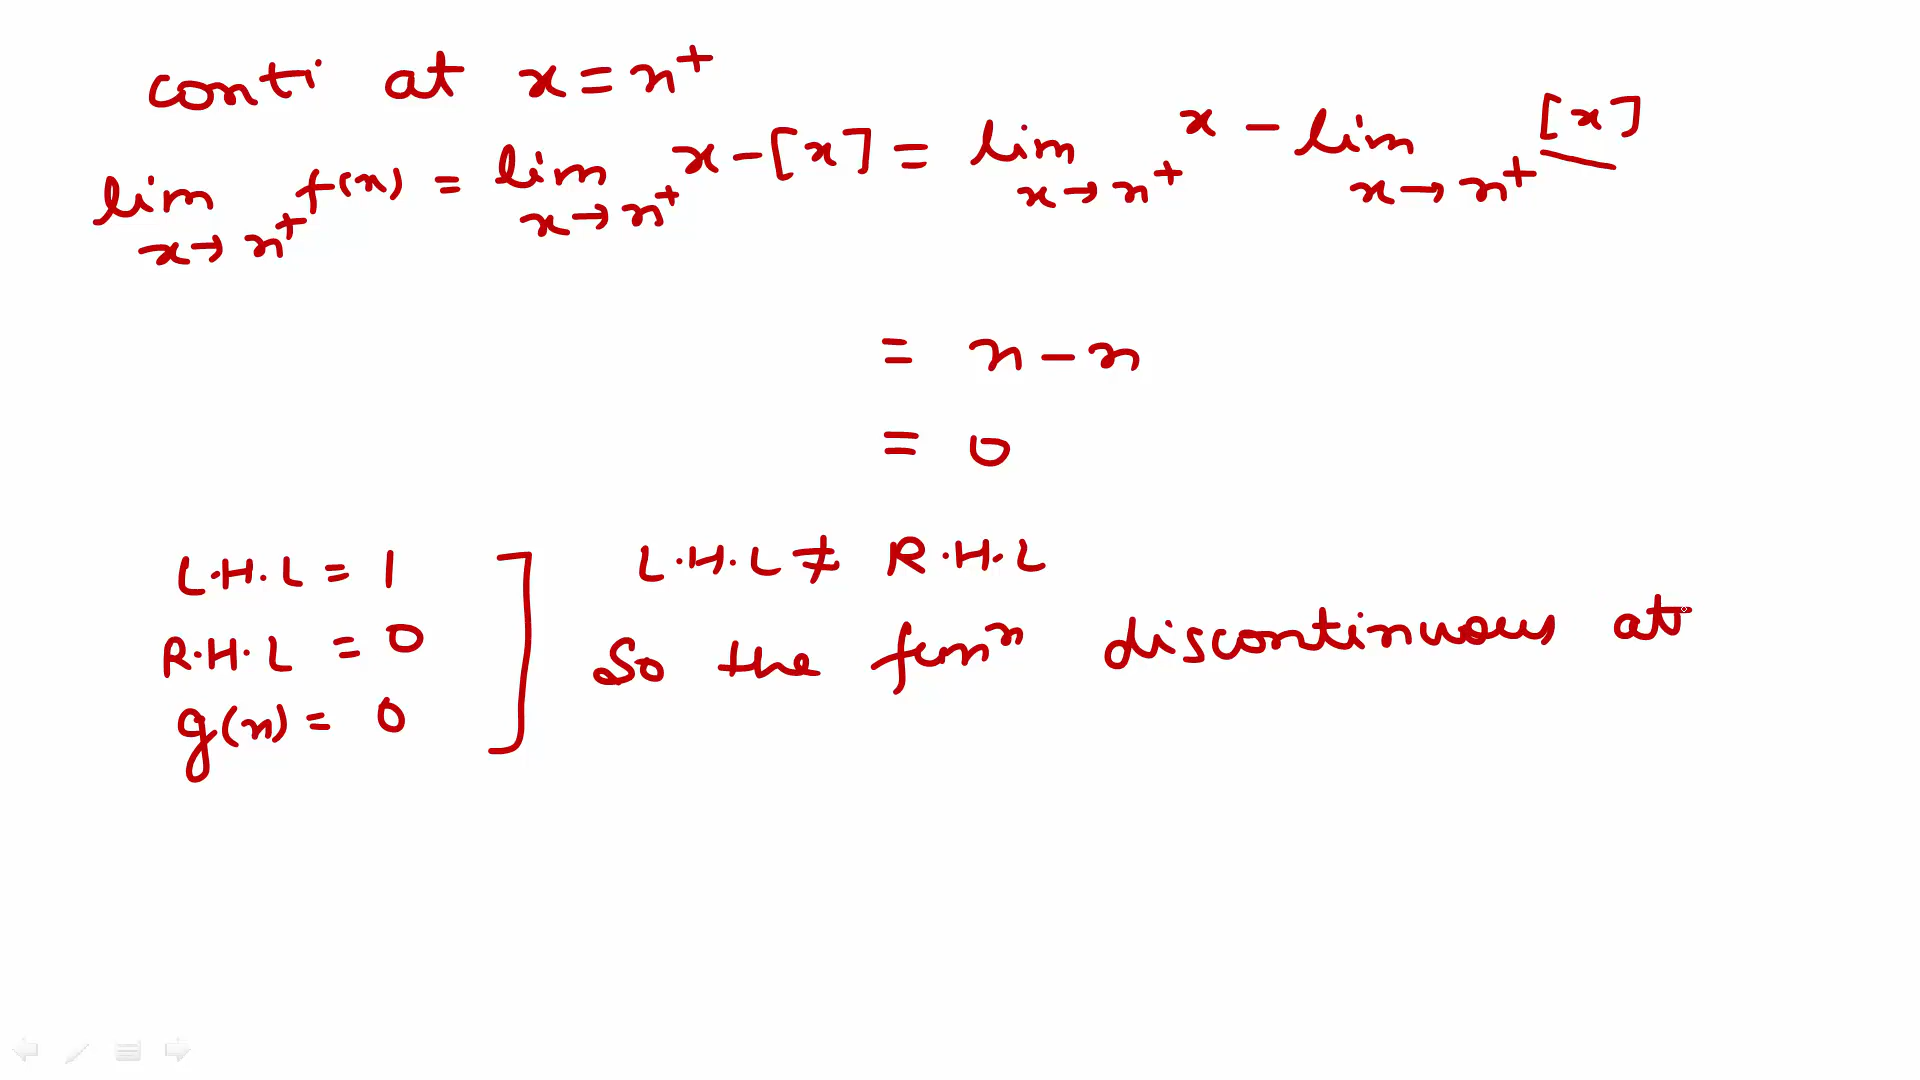 conti at x = n⁺
lim x→n⁺ f(x) = lim x→n⁺ x - [x] = lim x→n⁺ x - lim x→n⁺ [x]
= n - n
= 0
L.H.L = 1
R.H.L = 0
g(n) = 0
L.H.L ≠ R.H.L
So the funⁿ discontinuous at